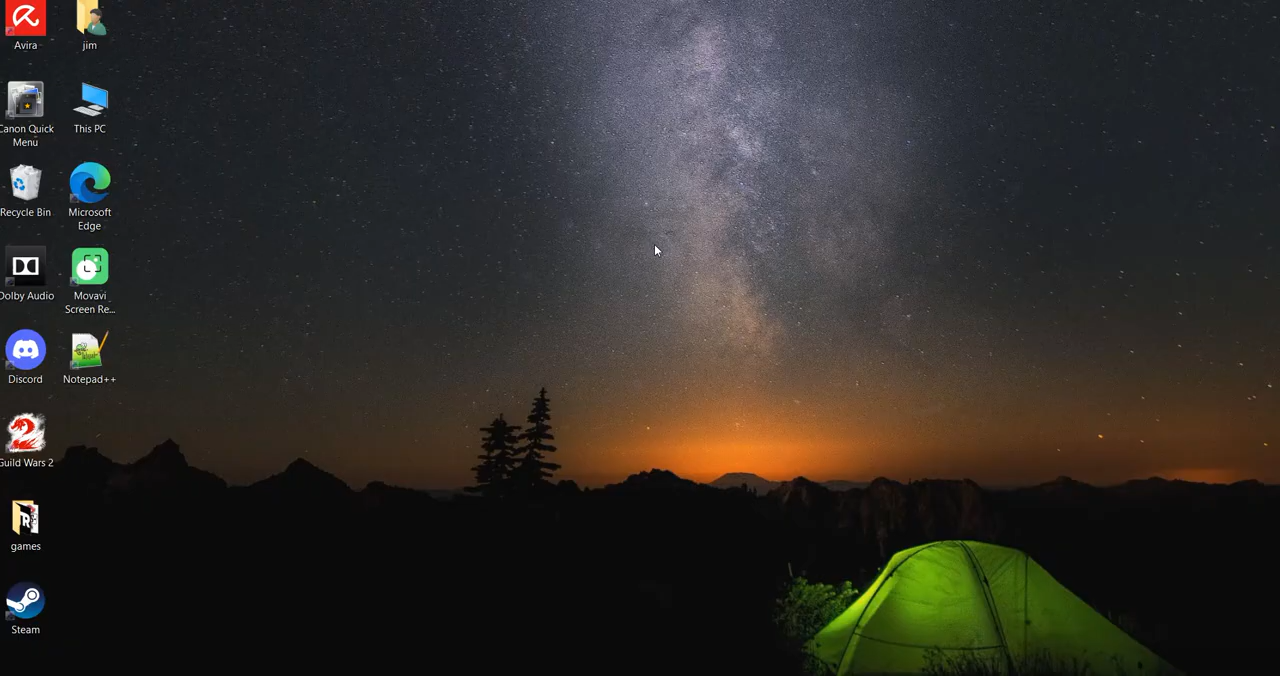 Avira
jim
Canon Quick
Menu
This PC
Recycle Bin
Microsoft
Edge
Dolby Audio
Movavi
Screen Re...
Discord
Notepad++
Guild Wars 2
games
Steam